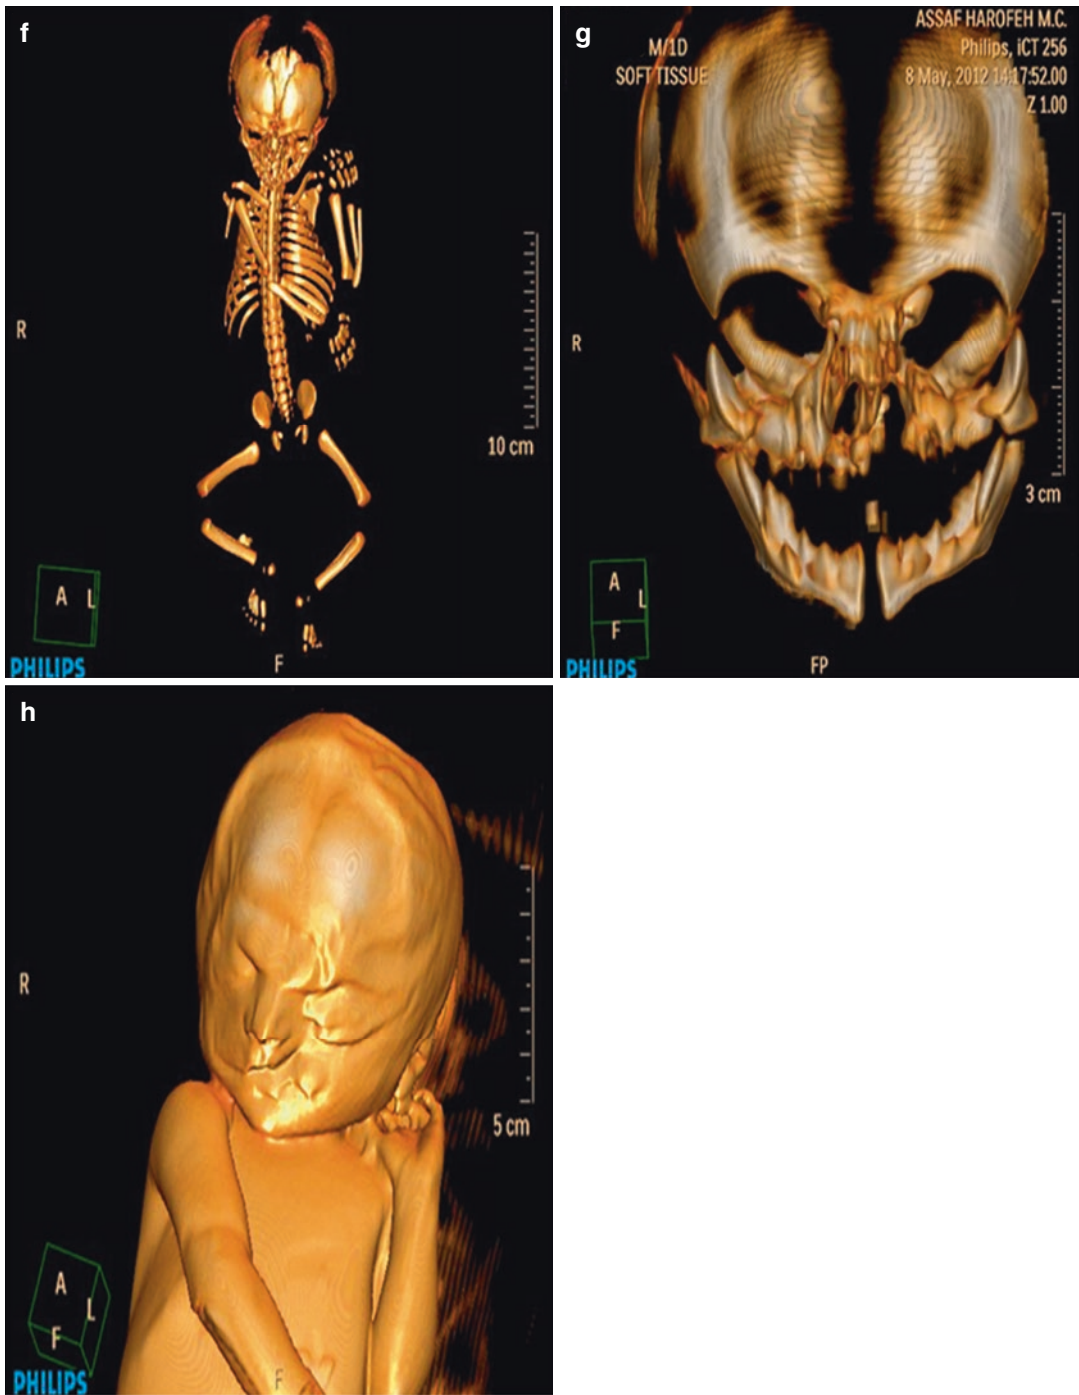 f
R
10 cm
A
L
F
PHILIPS
g
ASSAF HAROFEH M.C.
M/1D
Philips, iCT 256
SOFT TISSUE
8 May, 2012 14:17:52.00
Z 1.00
R
3 cm
A
L
F
FP
PHILIPS
h
R
5 cm
A
L
F
F
PHILIPS